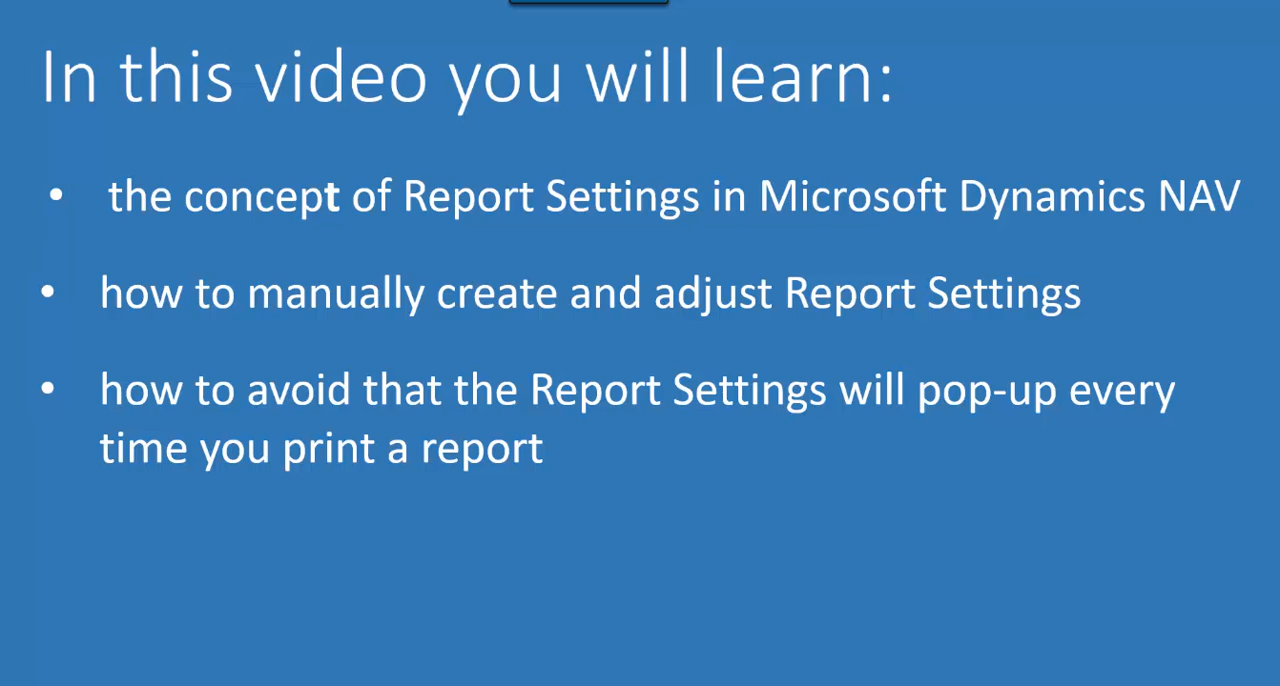 In this video you will learn:
• the concept of Report Settings in Microsoft Dynamics NAV
• how to manually create and adjust Report Settings
• how to avoid that the Report Settings will pop-up every
time you print a report